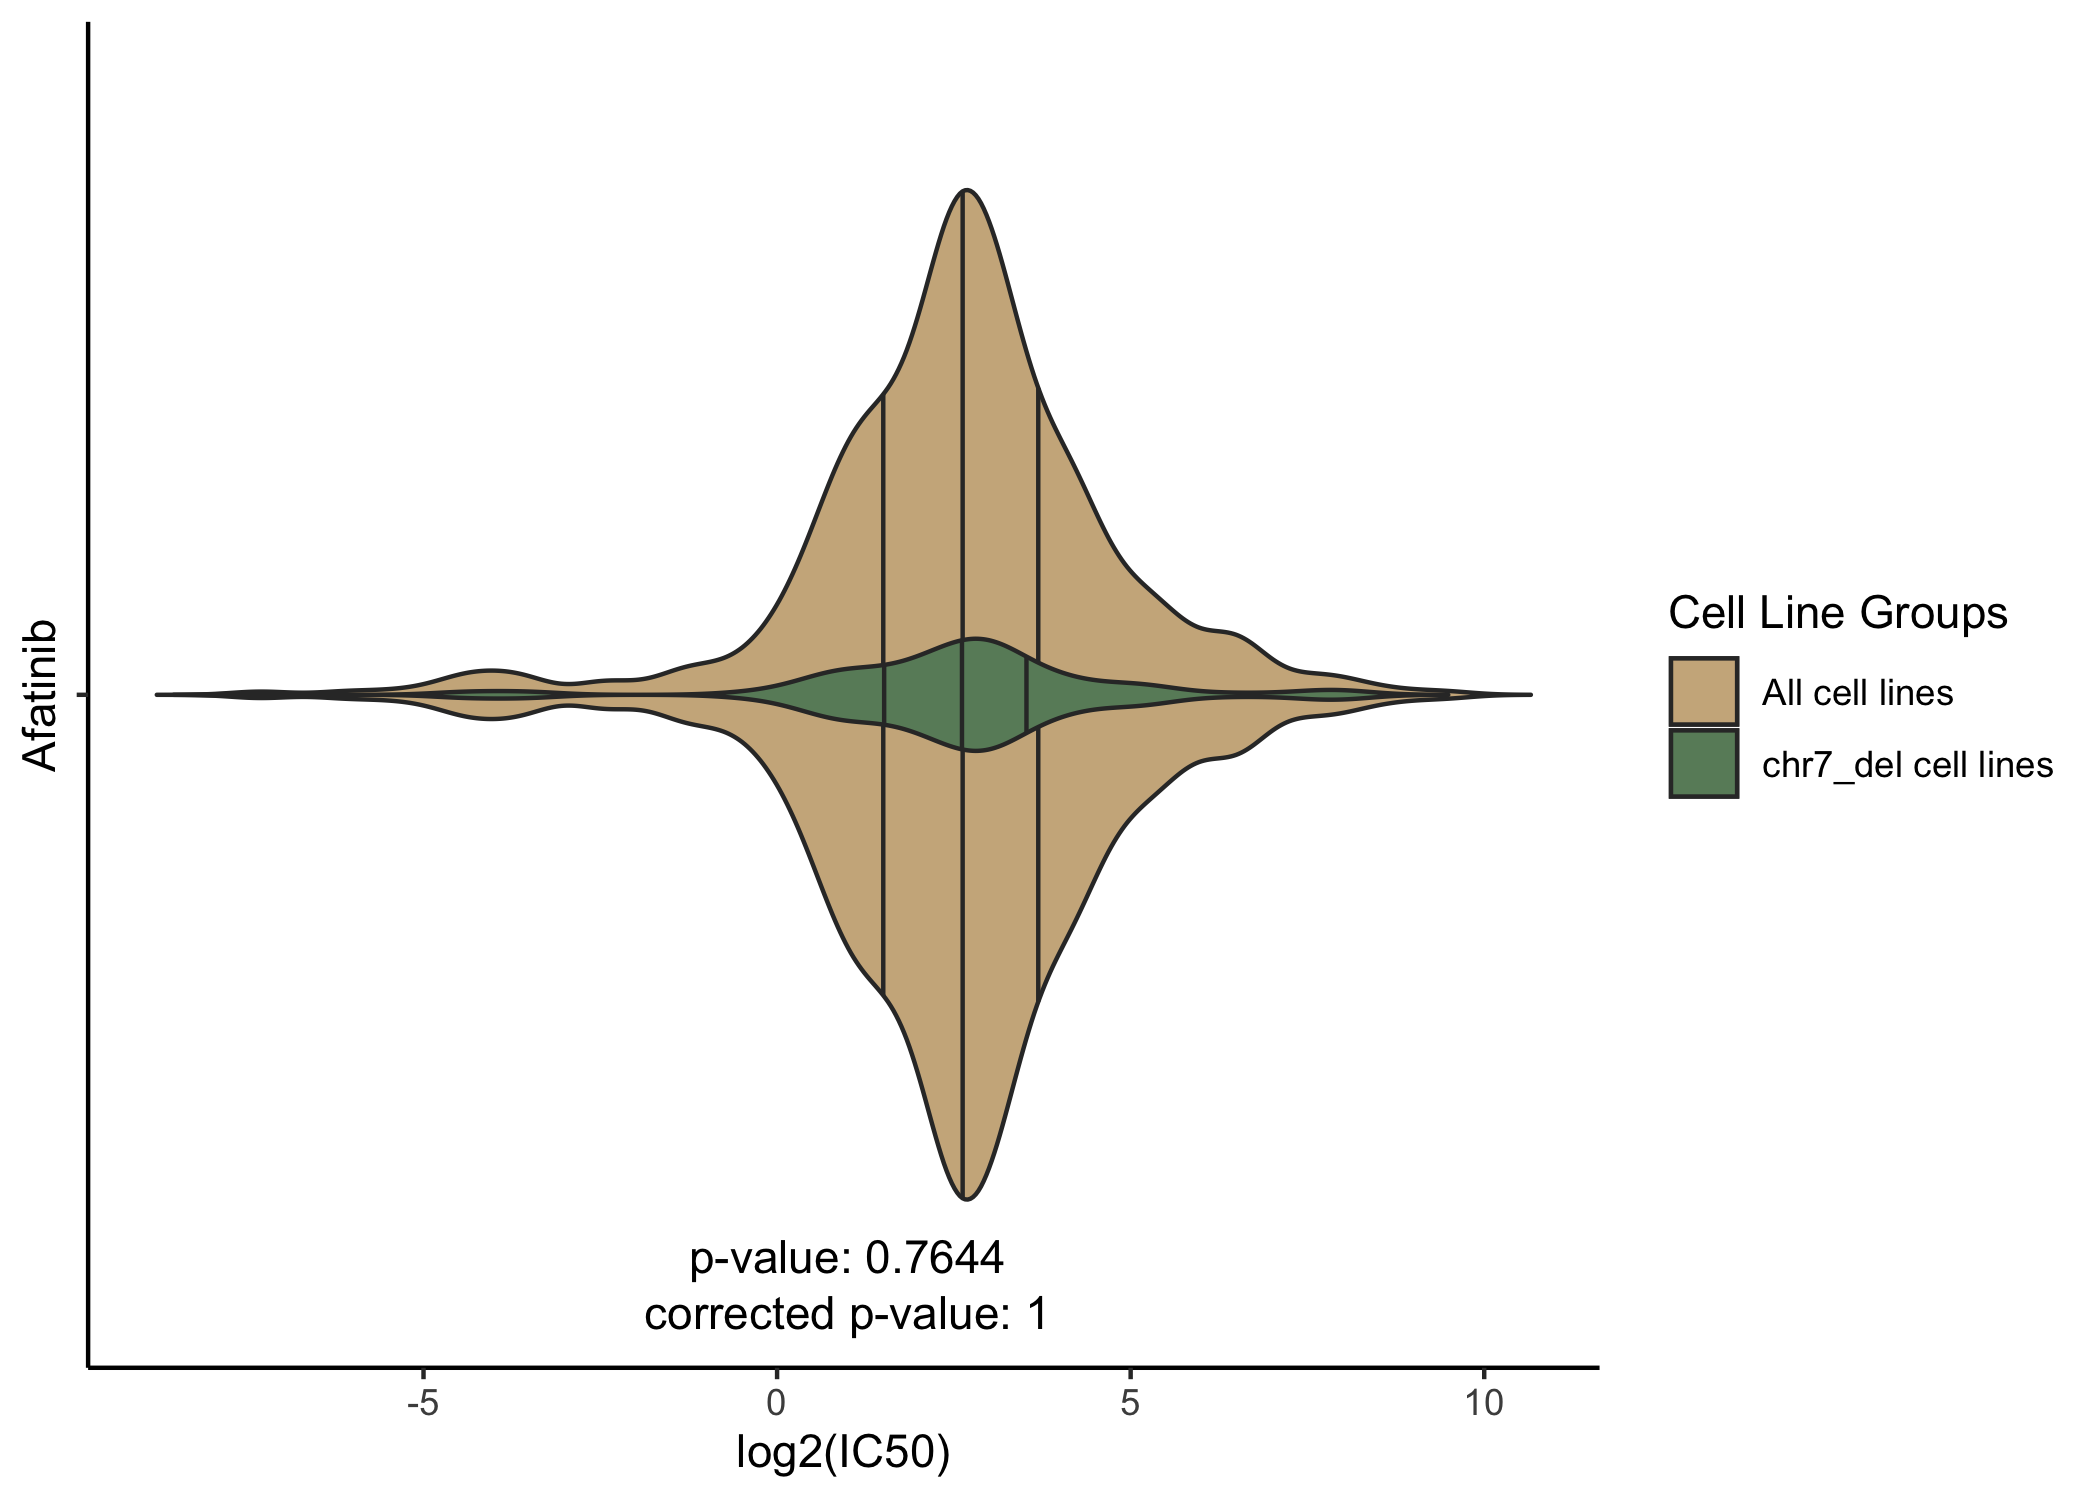 Afatinib
Cell Line Groups
All cell lines
chr7_del cell lines
p-value: 0.7644
corrected p-value: 1
-5 0 5 10
log2(IC50)